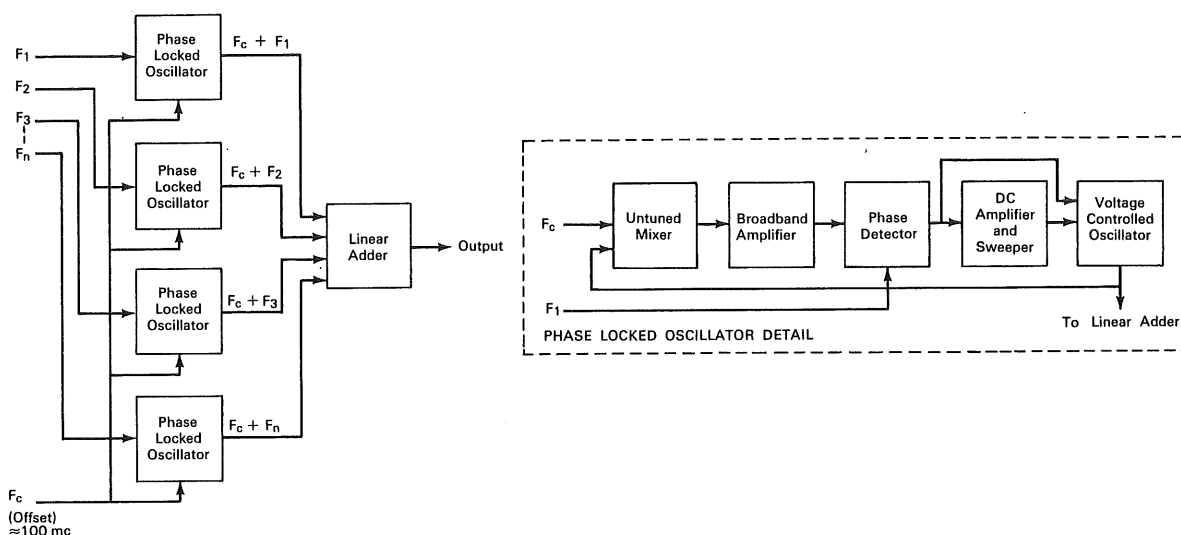 F1
F2
F3
Fn
Phase
Locked
Oscillator
Fc + F1
Phase
Locked
Oscillator
Fc + F2
Phase
Locked
Oscillator
Fc + F3
Phase
Locked
Oscillator
Fc + Fn
Linear
Adder
Output
Fc
(Offset)
≈100 mc
Fc
Untuned
Mixer
Broadband
Amplifier
Phase
Detector
DC
Amplifier
and
Sweeper
Voltage
Controlled
Oscillator
F1
To Linear Adder
PHASE LOCKED OSCILLATOR DETAIL